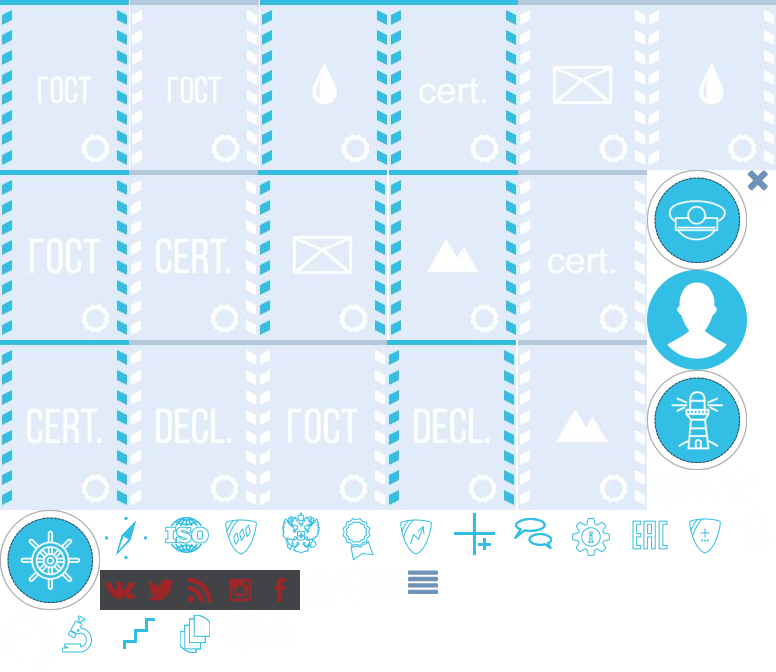 ГОСТ
ГОСТ
cert.
ГОСТ
CERT.
cert.
CERT.
DECL.
ГОСТ
DECL.
ISO
EAC